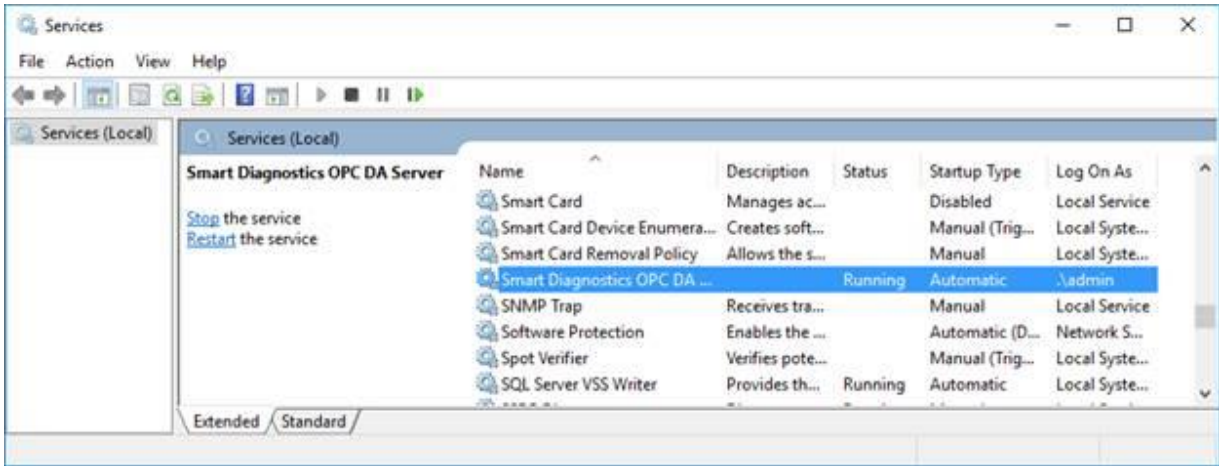 Services
File Action View Help
Services (Local)
Services (Local)
Smart Diagnostics OPC DA Server
Stop the service
Restart the service
Name Description Status Startup Type Log On As
Smart Card Manages ac... Disabled Local Service
Smart Card Device Enumera... Creates soft... Manual (Trig... Local Syste...
Smart Card Removal Policy Allows the s... Manual Local Syste...
Smart Diagnostics OPC DA ... Running Automatic .\admin
SNMP Trap Receives tra... Manual Local Service
Software Protection Enables the ... Automatic (D... Network S...
Spot Verifier Verifies pote... Manual (Trig... Local Syste...
SQL Server VSS Writer Provides th... Running Automatic Local Syste...
Extended Standard